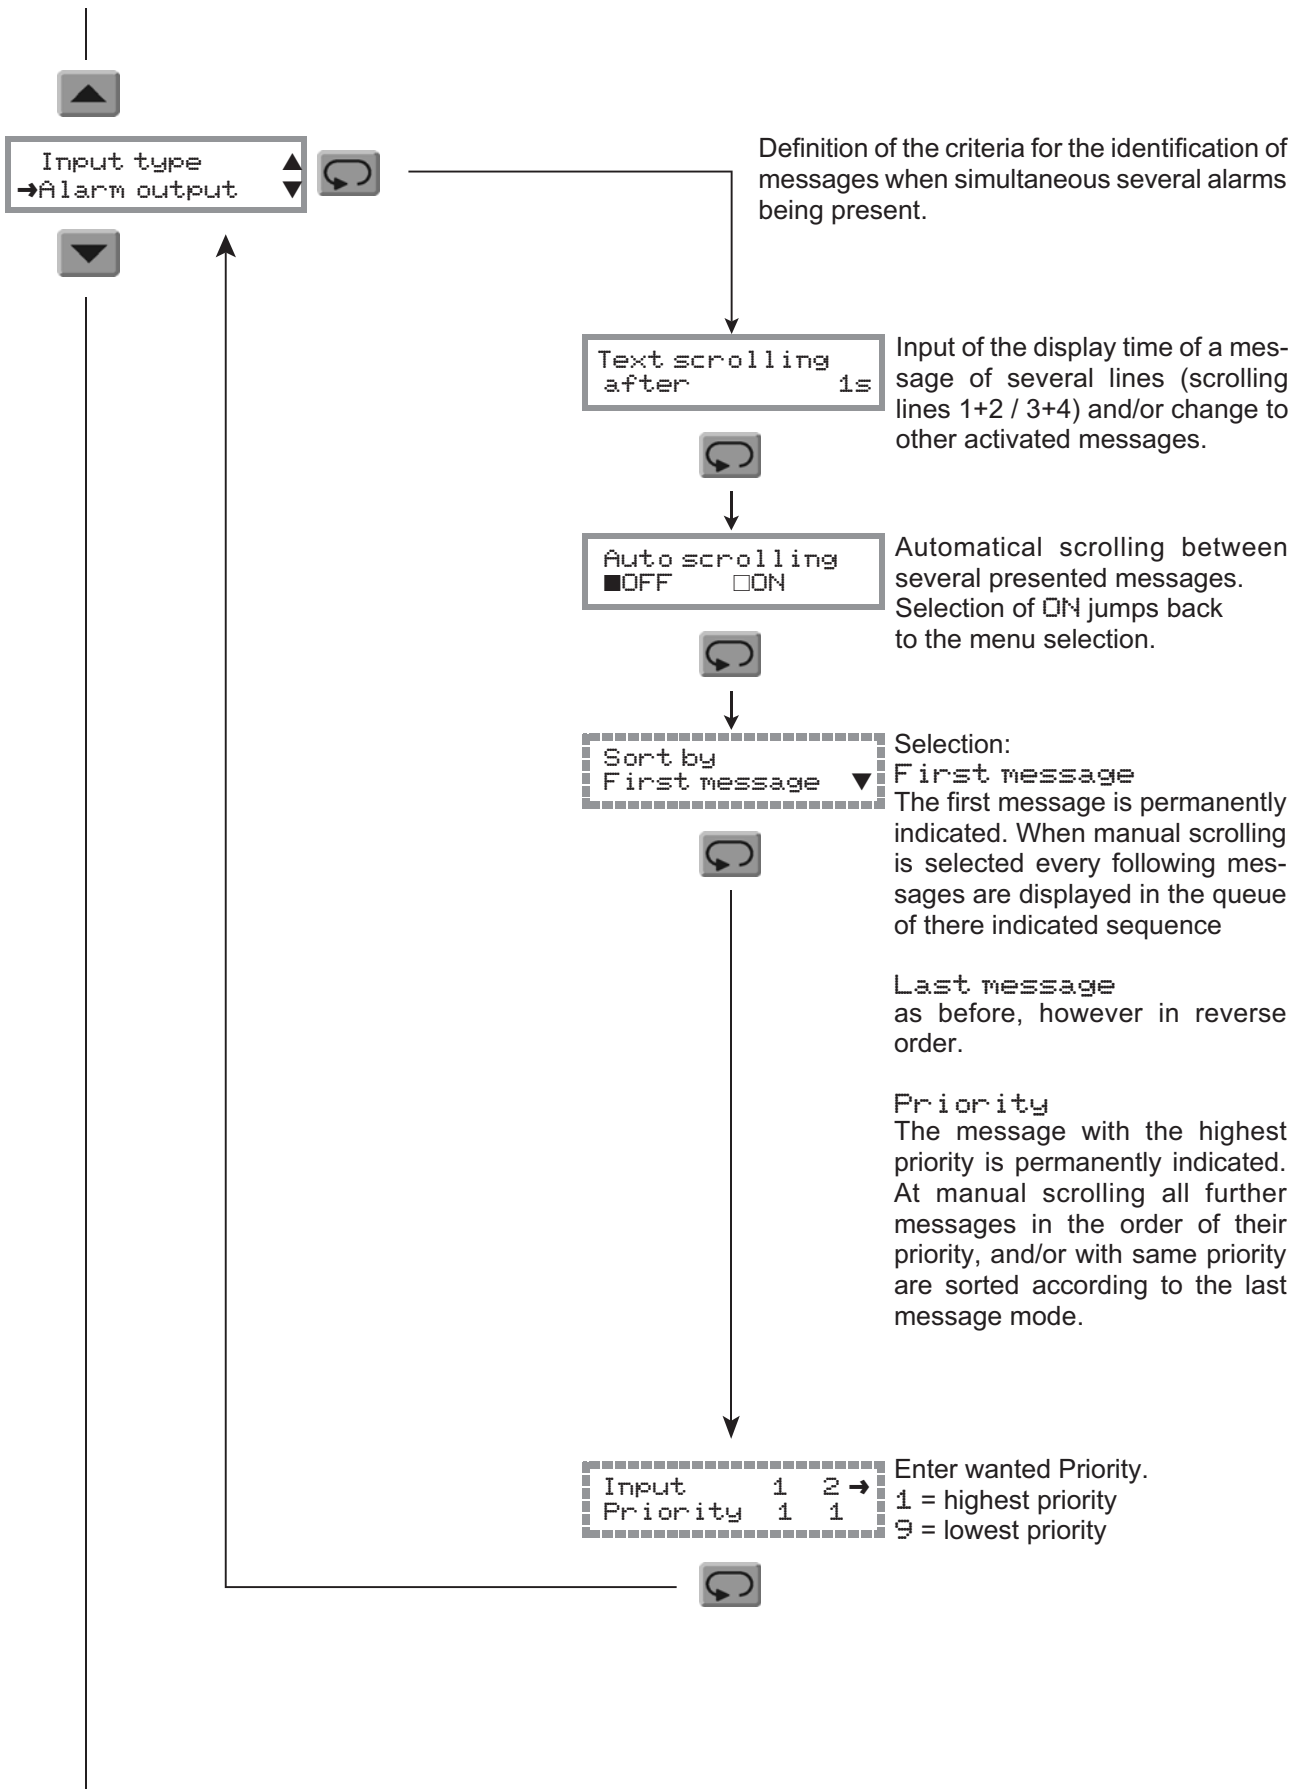 Input type ▲
→Alarm output ▼
Definition of the criteria for the identification of
messages when simultaneous several alarms
being present.
Text scrolling
after 1s
Input of the display time of a mes-
sage of several lines (scrolling
lines 1+2 / 3+4) and/or change to
other activated messages.
Auto scrolling
■OFF □ON
Automatical scrolling between
several presented messages.
Selection of ON jumps back
to the menu selection.
Sort by
First message ▼
Selection:
First message
The first message is permanently
indicated. When manual scrolling
is selected every following mes-
sages are displayed in the queue
of there indicated sequence
Last message
as before, however in reverse
order.
Priority
The message with the highest
priority is permanently indicated.
At manual scrolling all further
messages in the order of their
priority, and/or with same priority
are sorted according to the last
message mode.
Input 1 2→
Priority 1 1
Enter wanted Priority.
1 = highest priority
9 = lowest priority